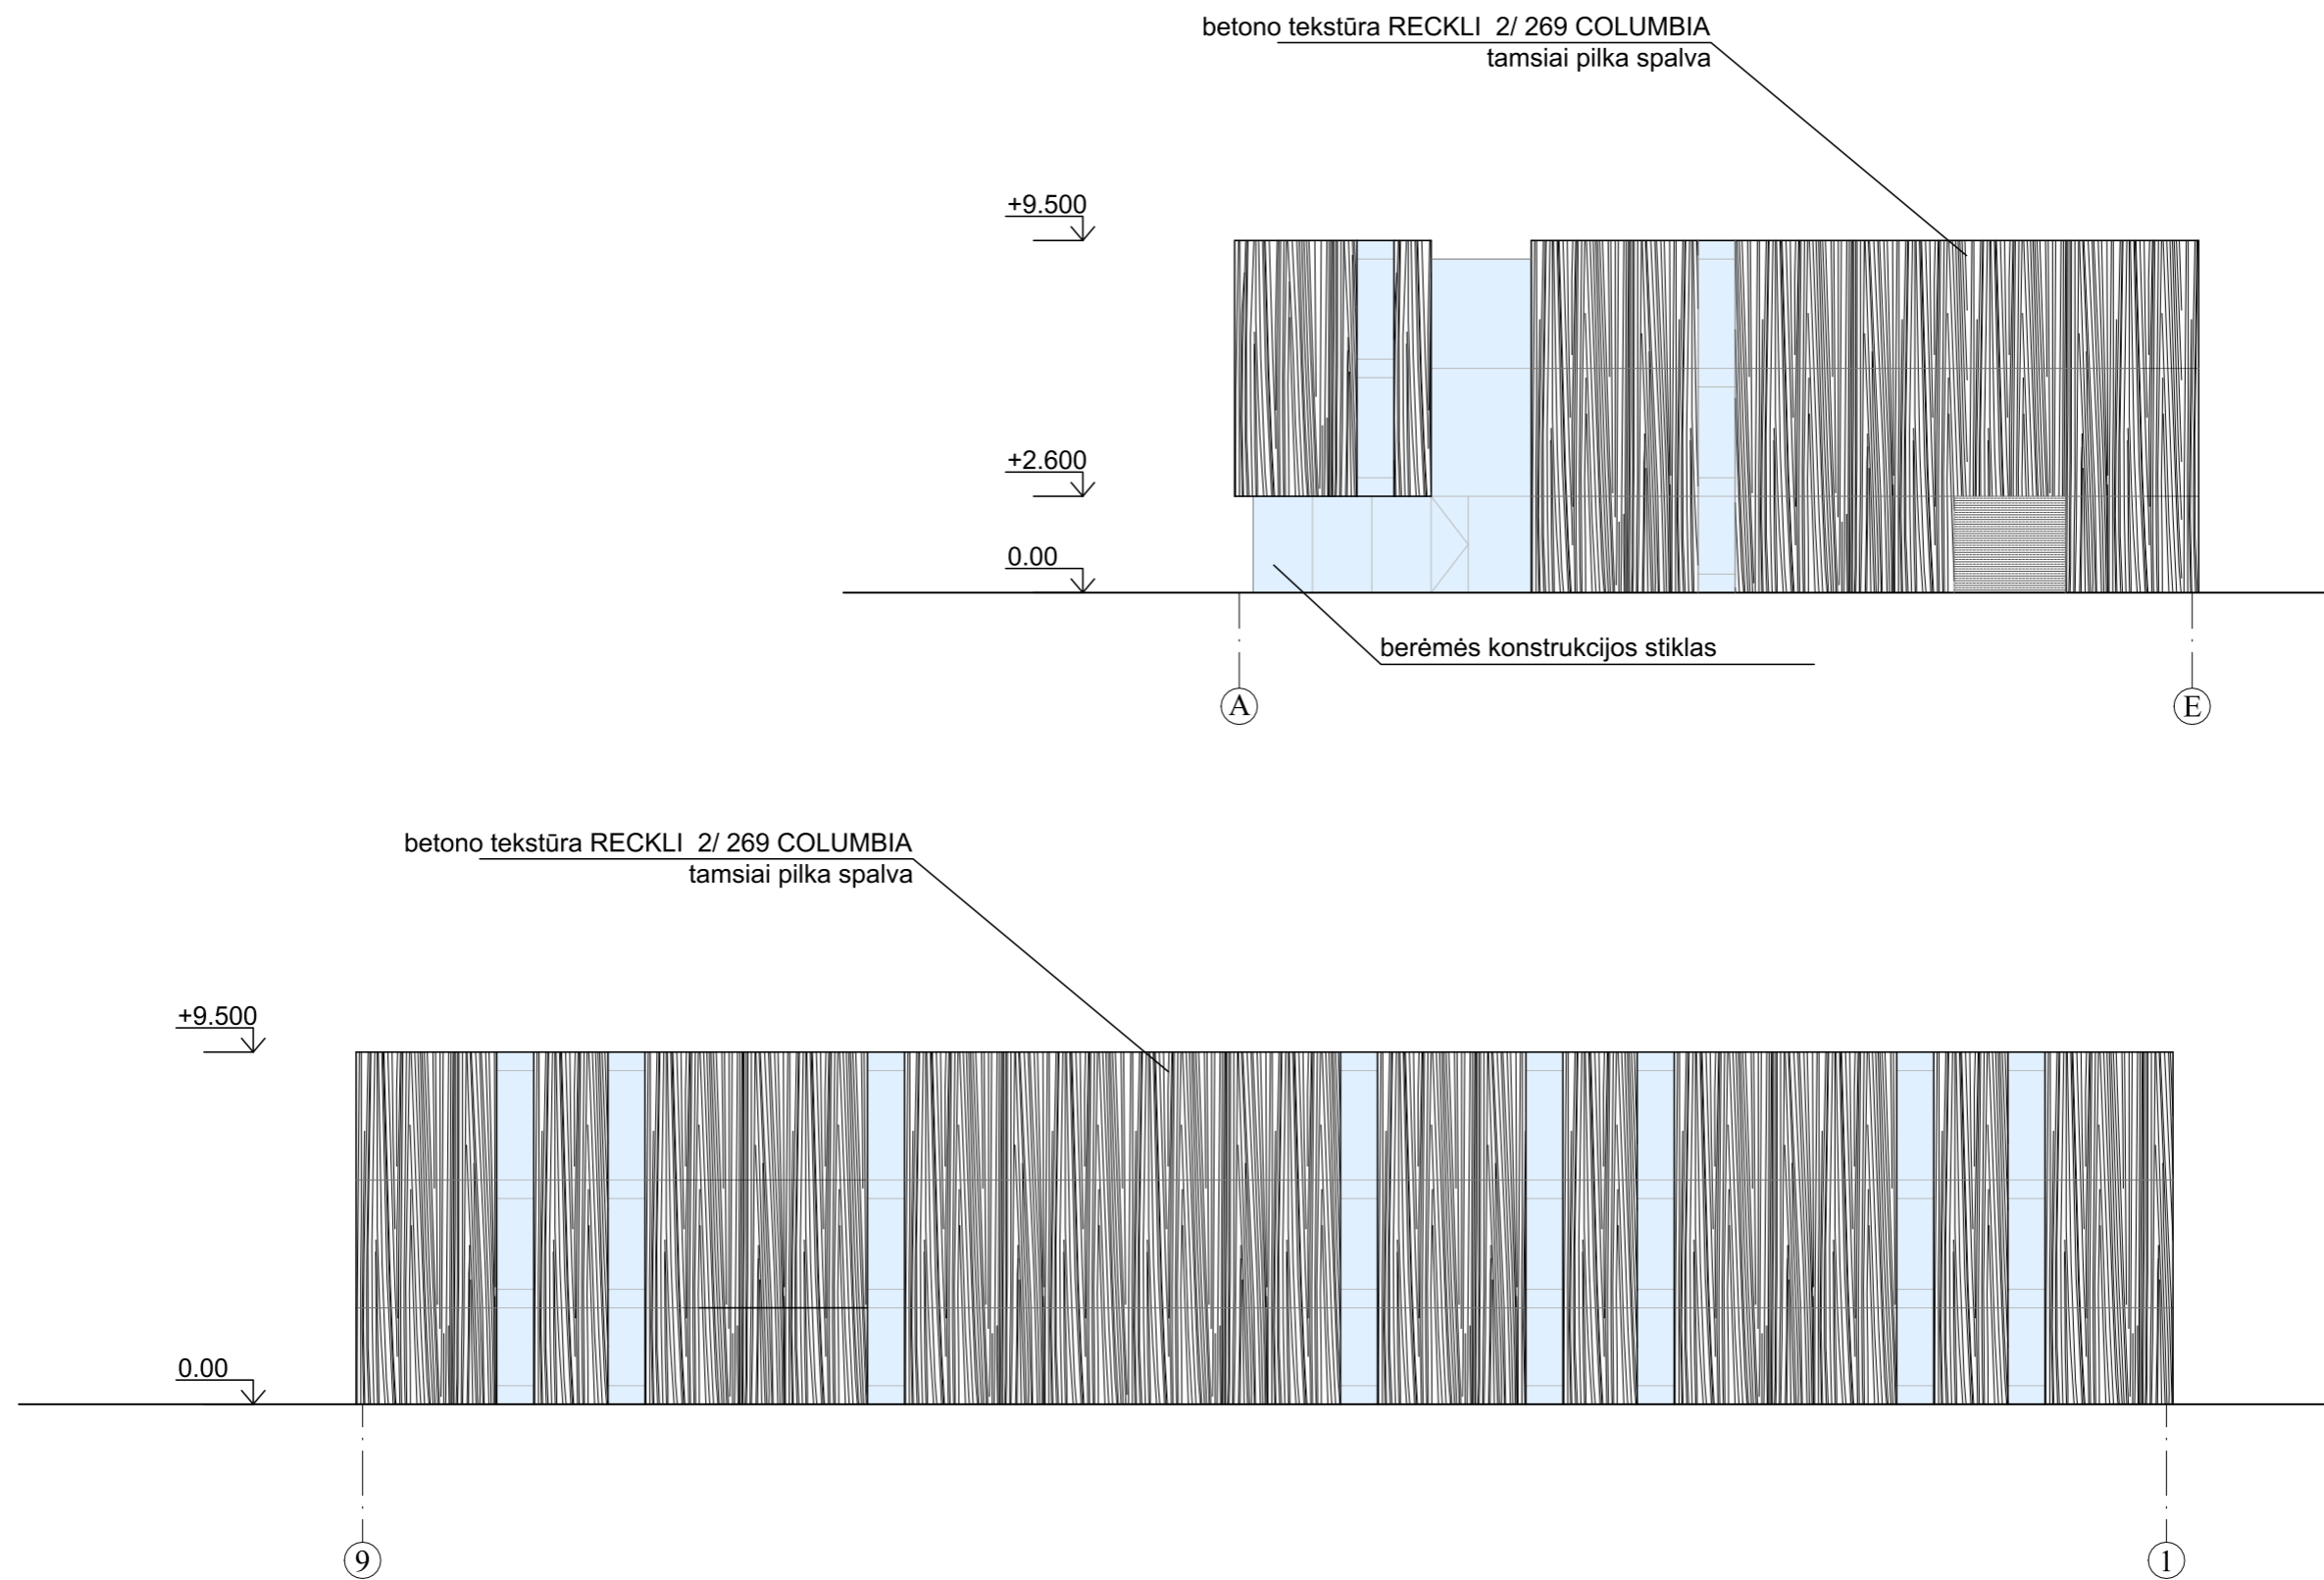 betono tekstūra RECKLI  2/ 269 COLUMBIA
tamsiai pilka spalva
+9.500
+2.600
0.00
berėmės konstrukcijos stiklas
A
E
betono tekstūra RECKLI  2/ 269 COLUMBIA
tamsiai pilka spalva
+9.500
0.00
9
1